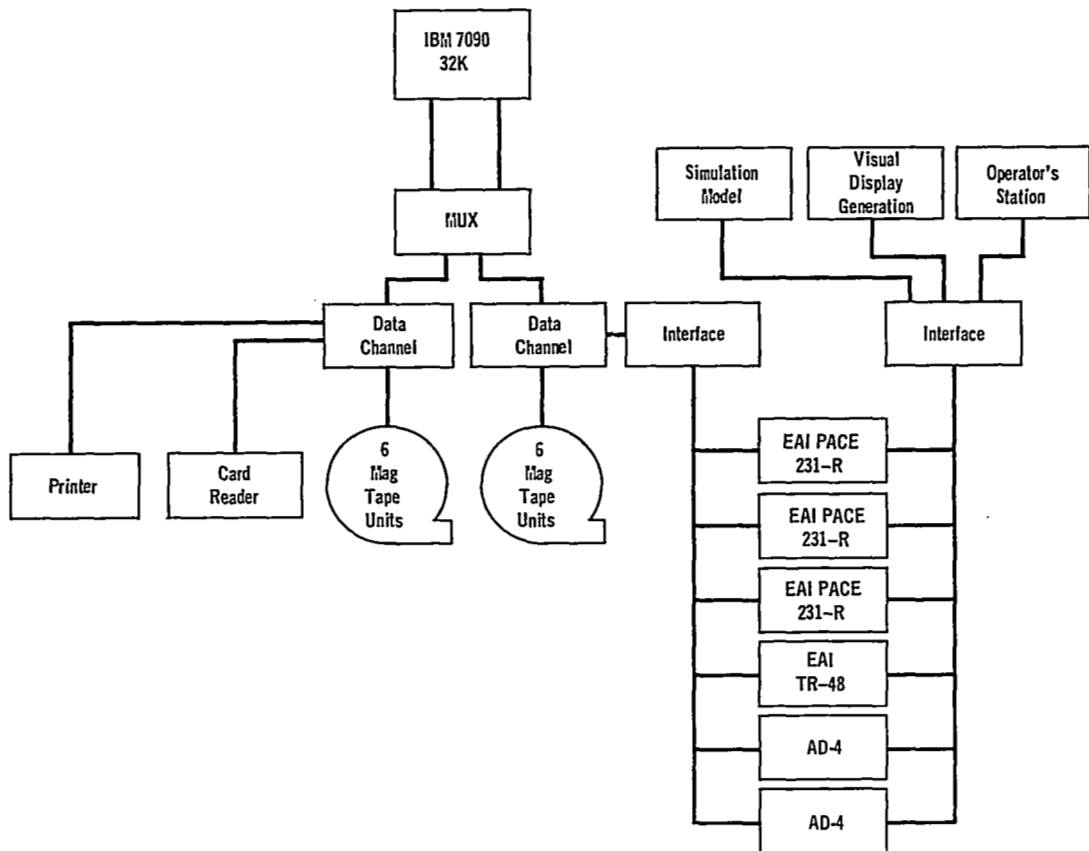 IBM 7090
32K
MUX
Simulation
Model
Visual
Display
Generation
Operator's
Station
Data
Channel
Data
Channel
Interface
Interface
Printer
Card
Reader
6
Mag
Tape
Units
6
Mag
Tape
Units
EAI PACE
231-R
EAI PACE
231-R
EAI PACE
231-R
EAI
TR-48
AD-4
AD-4